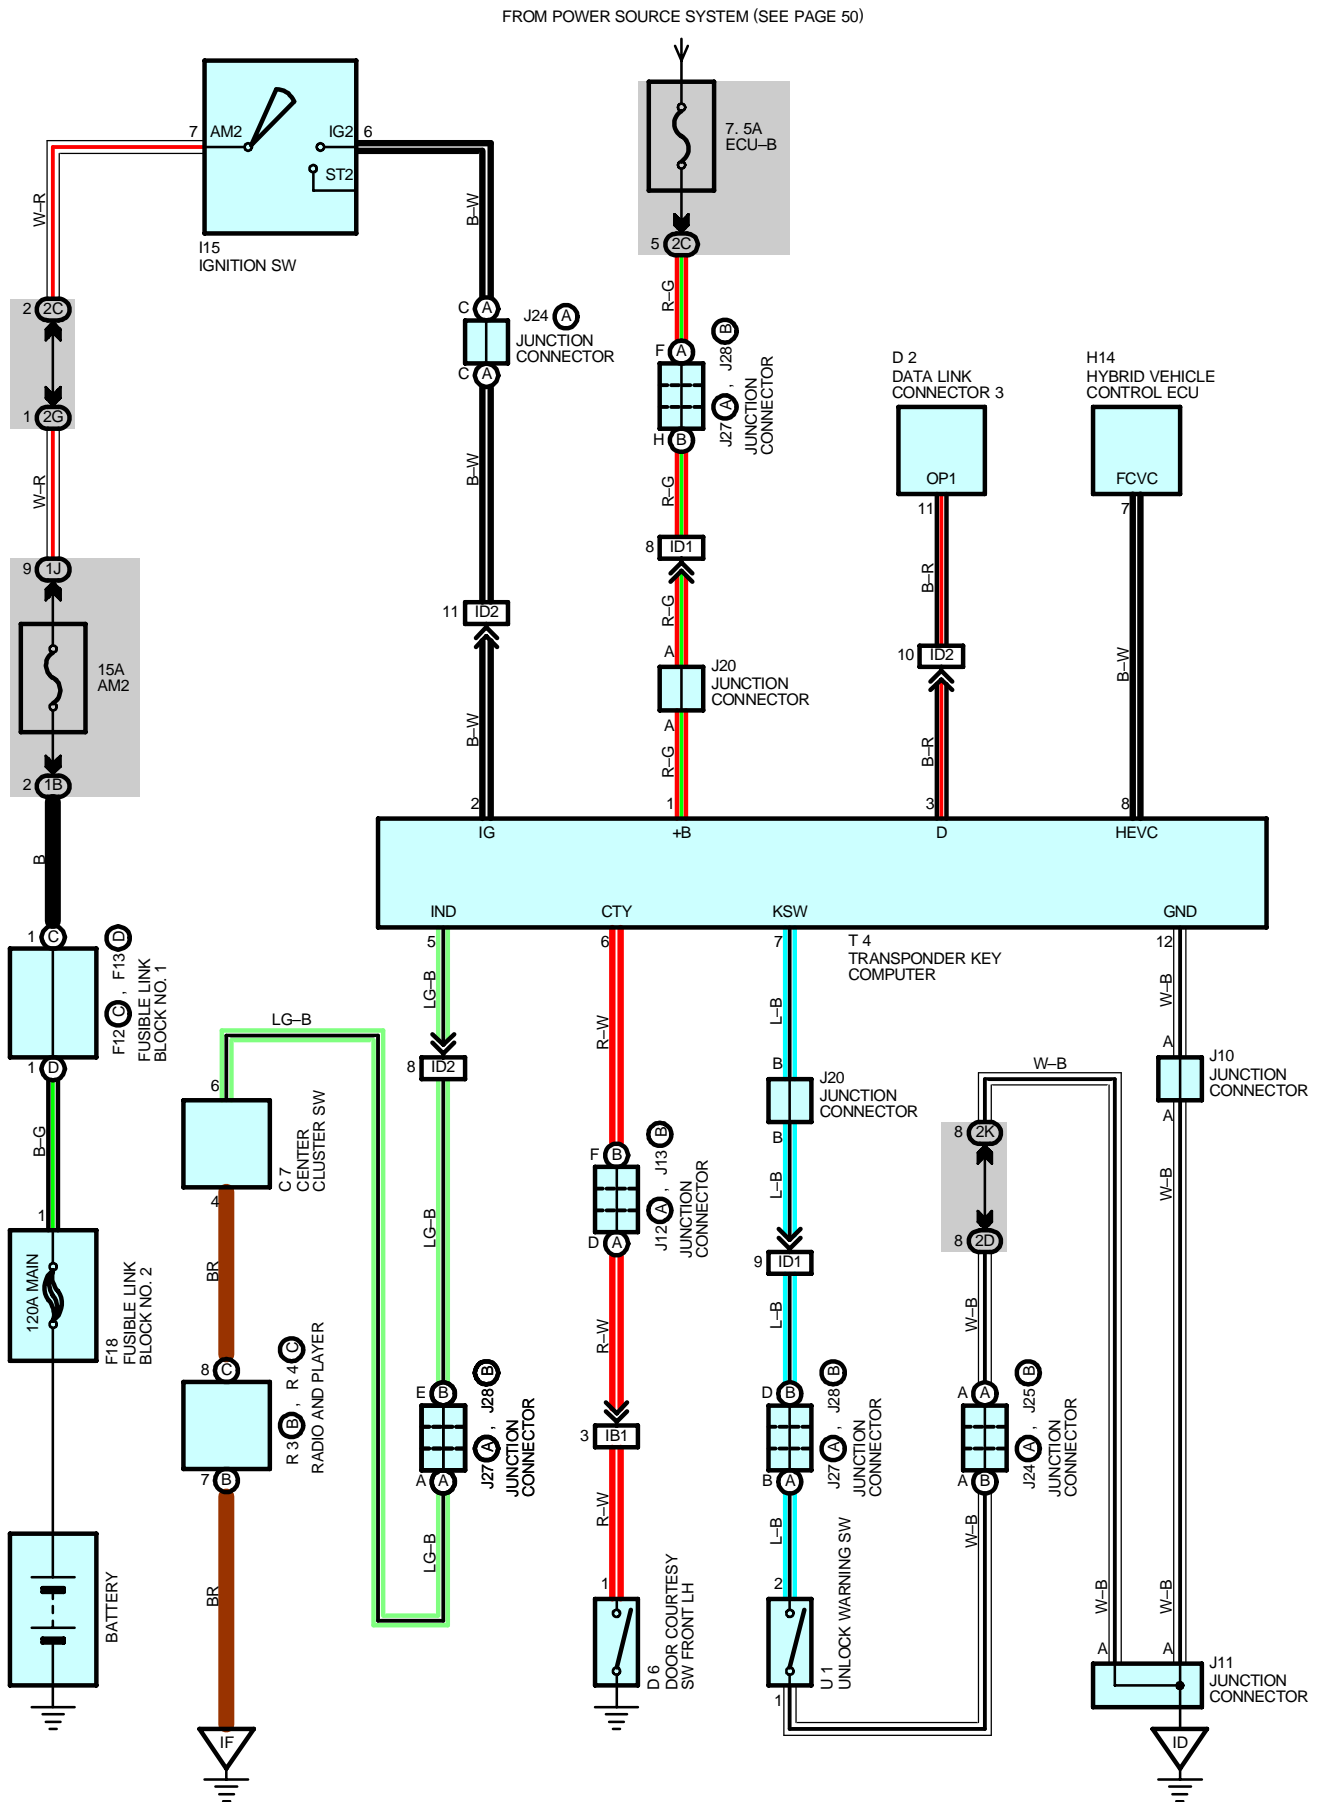 FROM POWER SOURCE SYSTEM (SEE PAGE 50)
7 AM2 IG2 6
ST2
I15
IGNITION SW
W–R
2 2C
1 2G
W–R
9 1J
15A
AM2
2 1B
B
1 C
F12 C , F13 D
FUSIBLE LINK
BLOCK NO. 1
1 D
B–G
1
120A MAIN
F18
FUSIBLE LINK
BLOCK NO. 2
BATTERY
B–W
C A
J24 A
JUNCTION
CONNECTOR
C A
B–W
11 ID2
B–W
2
7. 5A
ECU–B
5 2C
R–G
F A
J27 A , J28 B
JUNCTION
CONNECTOR
H B
R–G
8 ID1
R–G
A
J20
JUNCTION
CONNECTOR
A
R–G
1
D 2
DATA LINK
CONNECTOR 3
OP1
11
B–R
10 ID2
B–R
3
H14
HYBRID VEHICLE
CONTROL ECU
FCVC
7
B–W
8
IG +B D HEVC
IND CTY KSW GND
T 4
TRANSPONDER KEY
COMPUTER
5
LG–B
8 ID2
LG–B
E B
J27 A , J28 B
JUNCTION
CONNECTOR
A A
LG–B
LG–B
6
C 7
CENTER
CLUSTER SW
4
BR
8 C
R 3 B , R 4 C
RADIO AND PLAYER
7 B
BR
IF
6
R–W
F B
J12 A , J13 B
JUNCTION
CONNECTOR
D A
R–W
3 IB1
R–W
1
D 6
DOOR COURTESY
SW FRONT LH
7
L–B
B
J20
JUNCTION
CONNECTOR
B
L–B
9 ID1
L–B
D B
J27 A , J28 B
JUNCTION
CONNECTOR
B A
L–B
2
U 1
UNLOCK WARNING SW
1
W–B
8 2K
8 2D
W–B
A A
J24 A , J25 B
JUNCTION
CONNECTOR
A B
W–B
12
W–B
A
J10
JUNCTION
CONNECTOR
A
W–B
W–B
W–B
A
A
J11
JUNCTION
CONNECTOR
ID